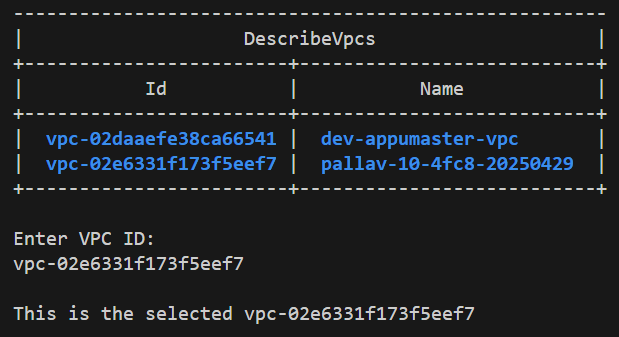 -------------------------------------------------------
|                    DescribeVpcs                     |
+-------------------------+---------------------------+
|           Id            |           Name            |
+-------------------------+---------------------------+
|  vpc-02daaefe38ca66541  |  dev-appumaster-vpc       |
|  vpc-02e6331f173f5eef7  |  pallav-10-4fc8-20250429  |
+-------------------------+---------------------------+
Enter VPC ID:
vpc-02e6331f173f5eef7
This is the selected vpc-02e6331f173f5eef7